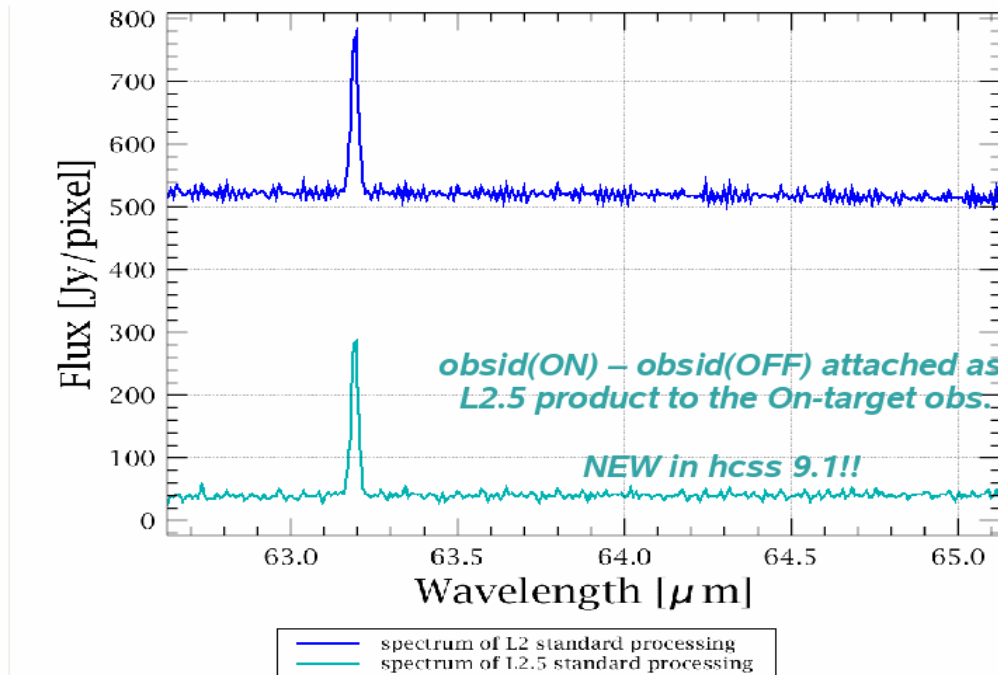 800
700
600
500
400
300
200
100
0
Flux [Jy/pixel]
obsid(ON) – obsid(OFF) attached as
L2.5 product to the On-target obs.
NEW in hcss 9.1!!
63.0 63.5 64.0 64.5 65.0
Wavelength [μm]
spectrum of L2 standard processing
spectrum of L2.5 standard processing